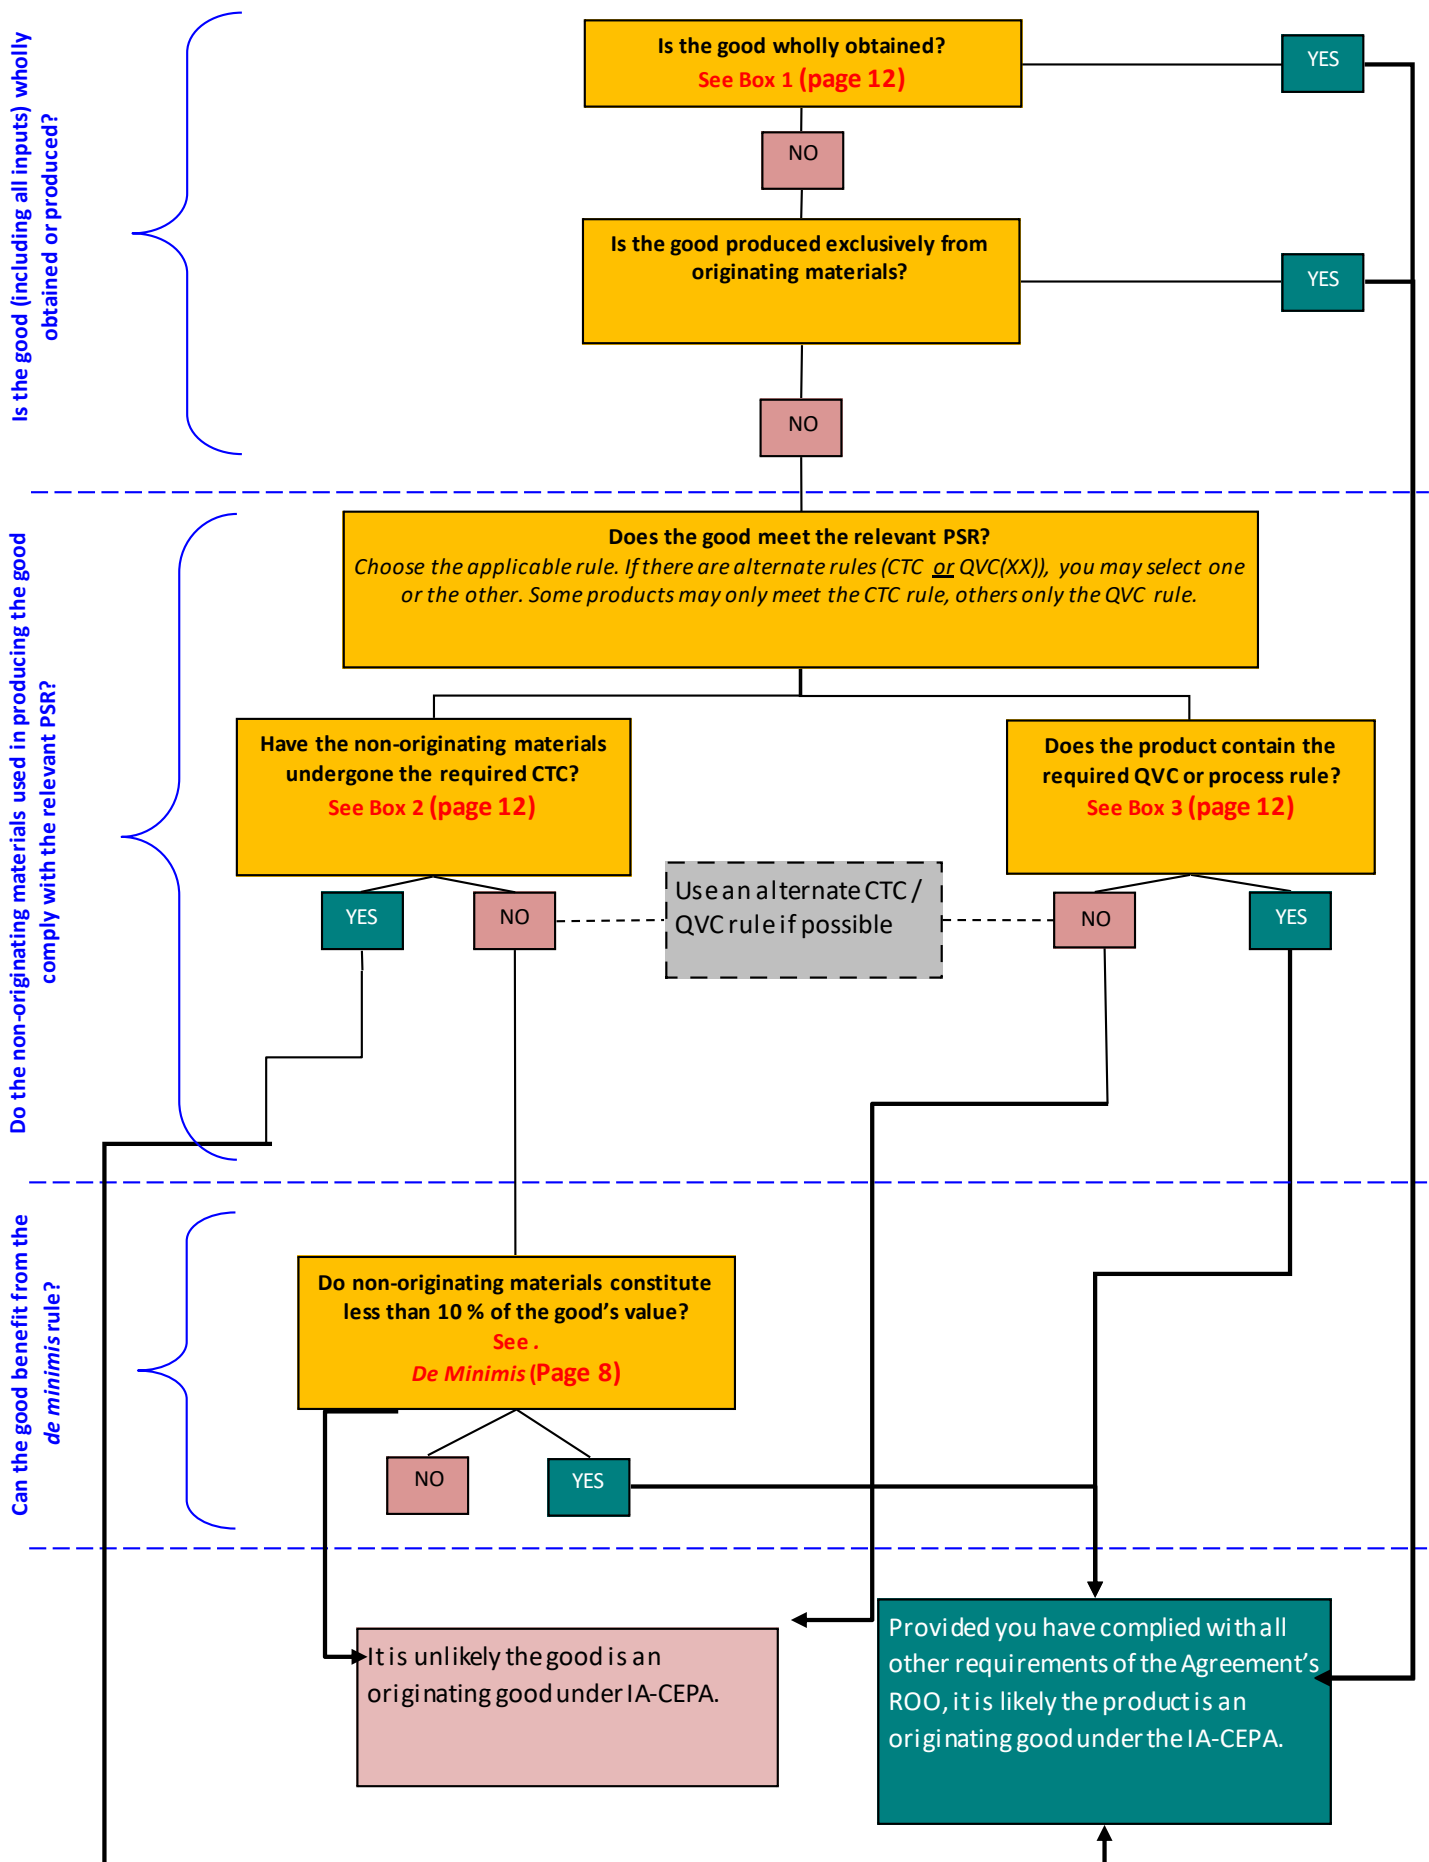 Is the good (including all inputs) wholly
obtained or produced?
Is the good wholly obtained?
See Box 1 (page 12)
YES
NO
Is the good produced exclusively from
originating materials?
YES
NO
Do the non-originating materials used in producing the good
comply with the relevant PSR?
Does the good meet the relevant PSR?
Choose the applicable rule. If there are alternate rules (CTC or QVC(XX)), you may select one
or the other. Some products may only meet the CTC rule, others only the QVC rule.
Have the non-originating materials
undergone the required CTC?
See Box 2 (page 12)
Does the product contain the
required QVC or process rule?
See Box 3 (page 12)
YES
NO
Use an alternate CTC /
QVC rule if possible
NO
YES
Can the good benefit from the
de minimis rule?
Do non-originating materials constitute
less than 10 % of the good’s value?
See .
De Minimis (Page 8)
NO
YES
It is unlikely the good is an
originating good under IA-CEPA.
Provided you have complied with all
other requirements of the Agreement’s
ROO, it is likely the product is an
originating good under the IA-CEPA.